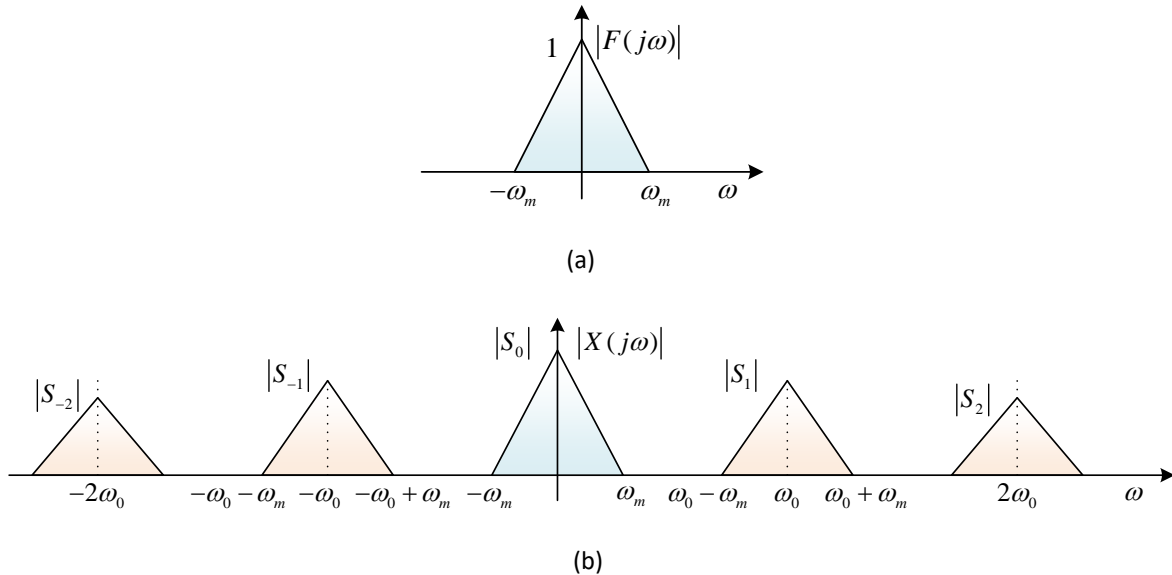 1 |F(jω)|
−ω_m ω_m ω
(a)
|S_0| |X(jω)|
|S_{−1}| |S_1|
|S_{−2}| |S_2|
−2ω_0 −ω_0−ω_m −ω_0 −ω_0+ω_m −ω_m ω_m ω_0−ω_m ω_0 ω_0+ω_m 2ω_0 ω
(b)